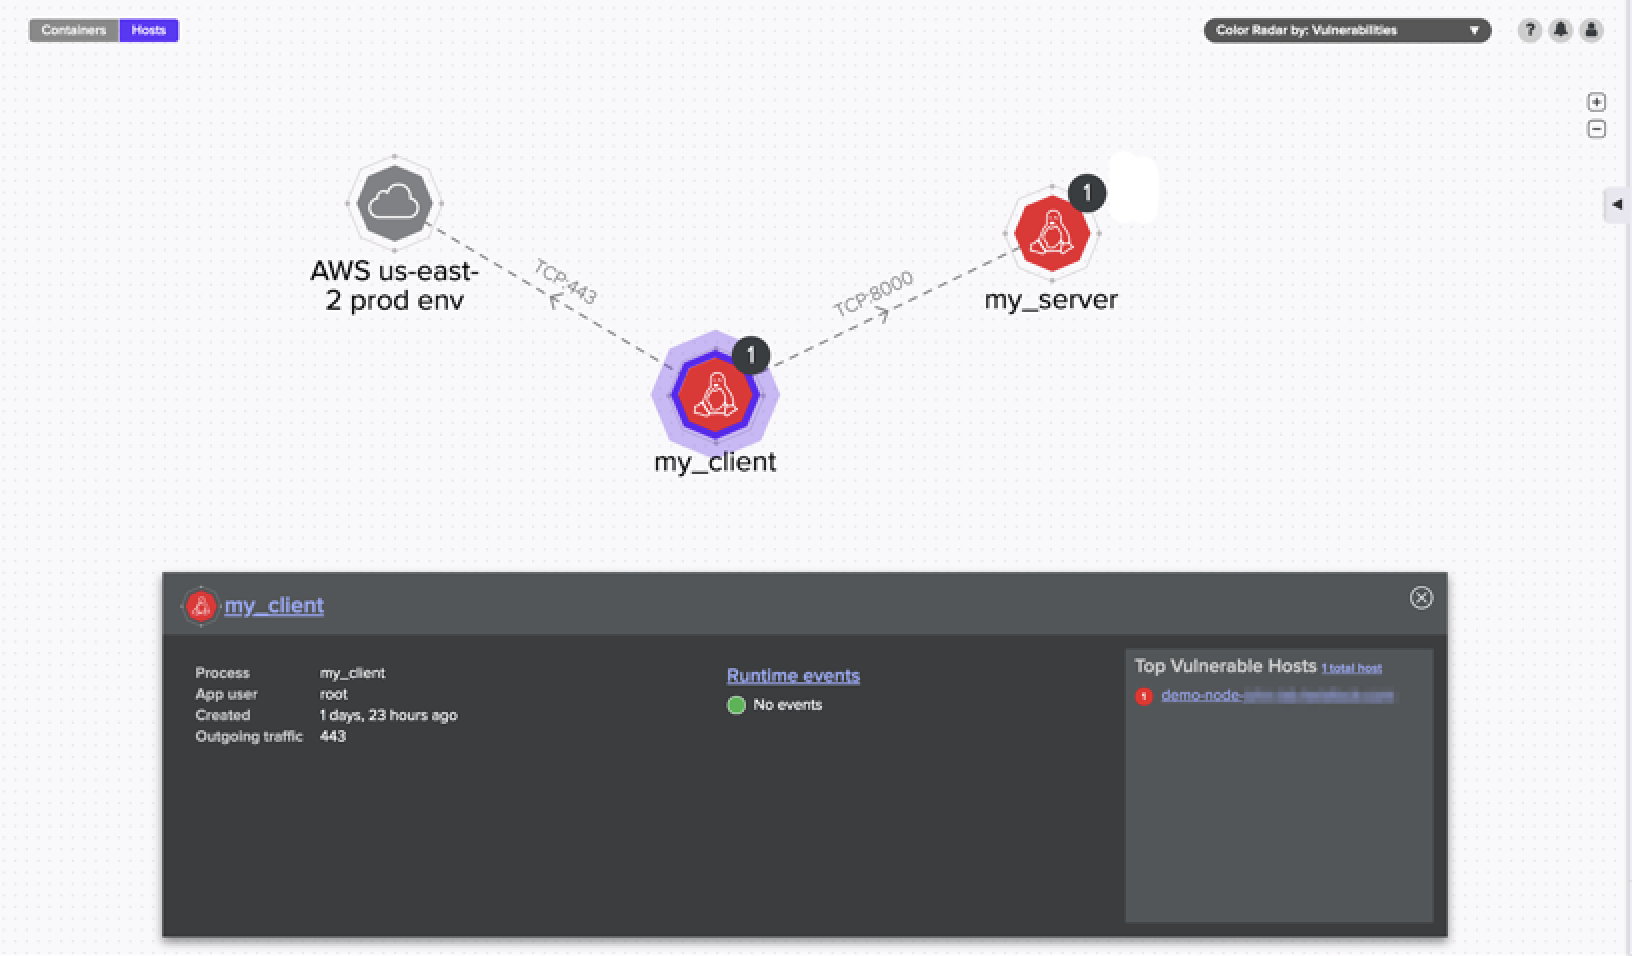 Containers Hosts
Color Radar by: Vulnerabilities
?
1
AWS us-east-
2 prod env
TCP:443
TCP:8000
my_server
1
my_client
my_client
Process my_client
App user root
Created 1 days, 23 hours ago
Outgoing traffic 443
Runtime events
No events
Top Vulnerable Hosts 1 total host
1 demo-node-